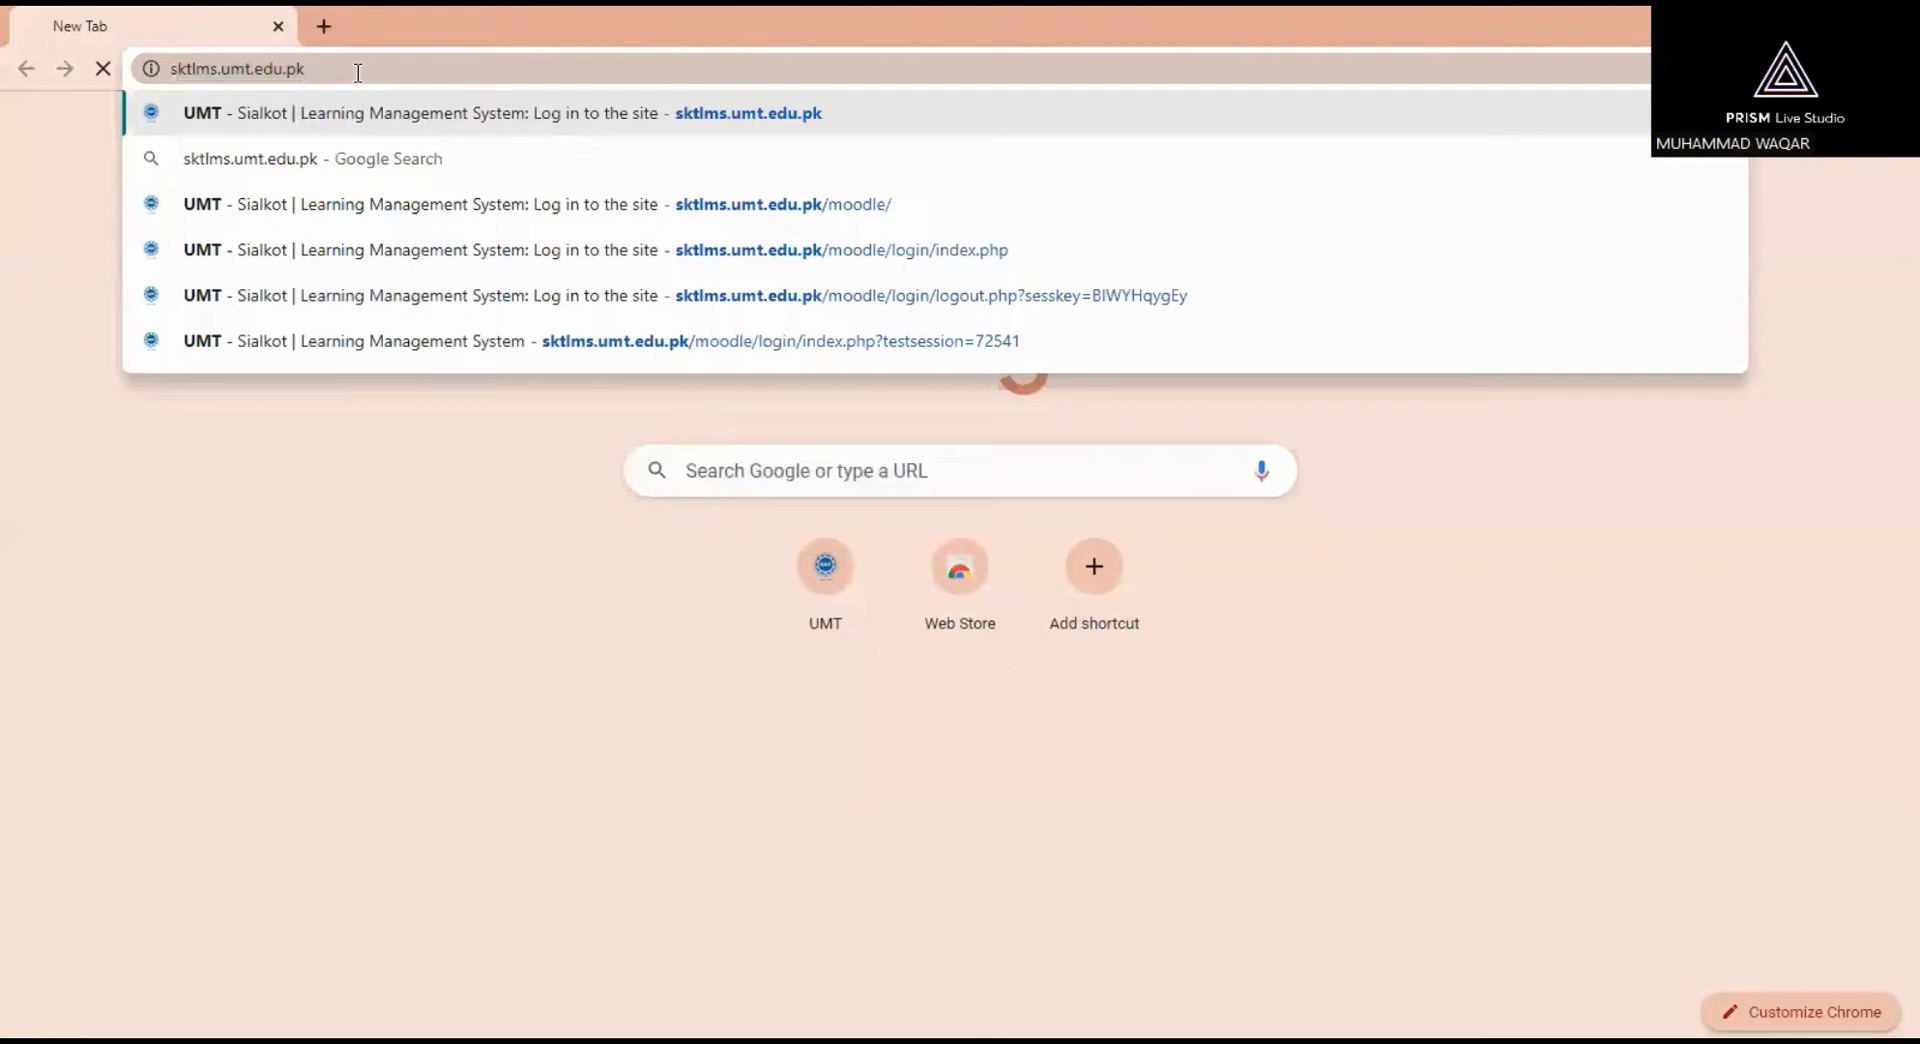 New Tab
sktlms.umt.edu.pk
PRISM Live Studio
MUHAMMAD WAQAR
UMT - Sialkot | Learning Management System: Log in to the site - sktlms.umt.edu.pk
sktlms.umt.edu.pk - Google Search
UMT - Sialkot | Learning Management System: Log in to the site - sktlms.umt.edu.pk/moodle/
UMT - Sialkot | Learning Management System: Log in to the site - sktlms.umt.edu.pk/moodle/login/index.php
UMT - Sialkot | Learning Management System: Log in to the site - sktlms.umt.edu.pk/moodle/login/logout.php?sesskey=BIWYHqygEy
UMT - Sialkot | Learning Management System - sktlms.umt.edu.pk/moodle/login/index.php?testsession=72541
Search Google or type a URL
UMT
Web Store
Add shortcut
Customize Chrome